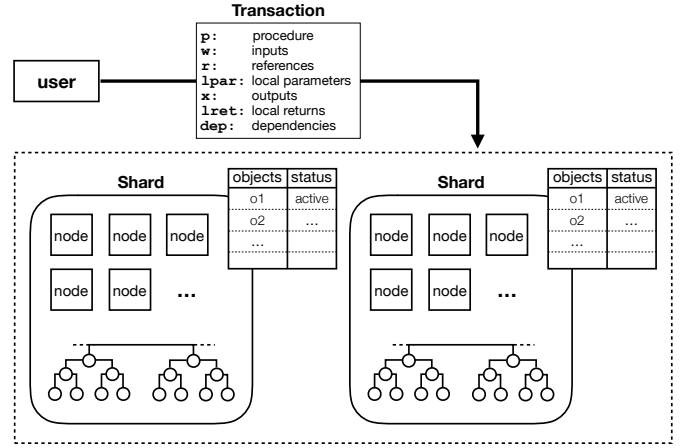 Transaction
p: procedure
w: inputs
r: references
lpar: local parameters
x: outputs
lret: local returns
dep: dependencies
user
Shard
objects status
o1 active
o2 ...
...
node node node
node node ...
Shard
objects status
o1 active
o2 ...
...
node node node
node node ...